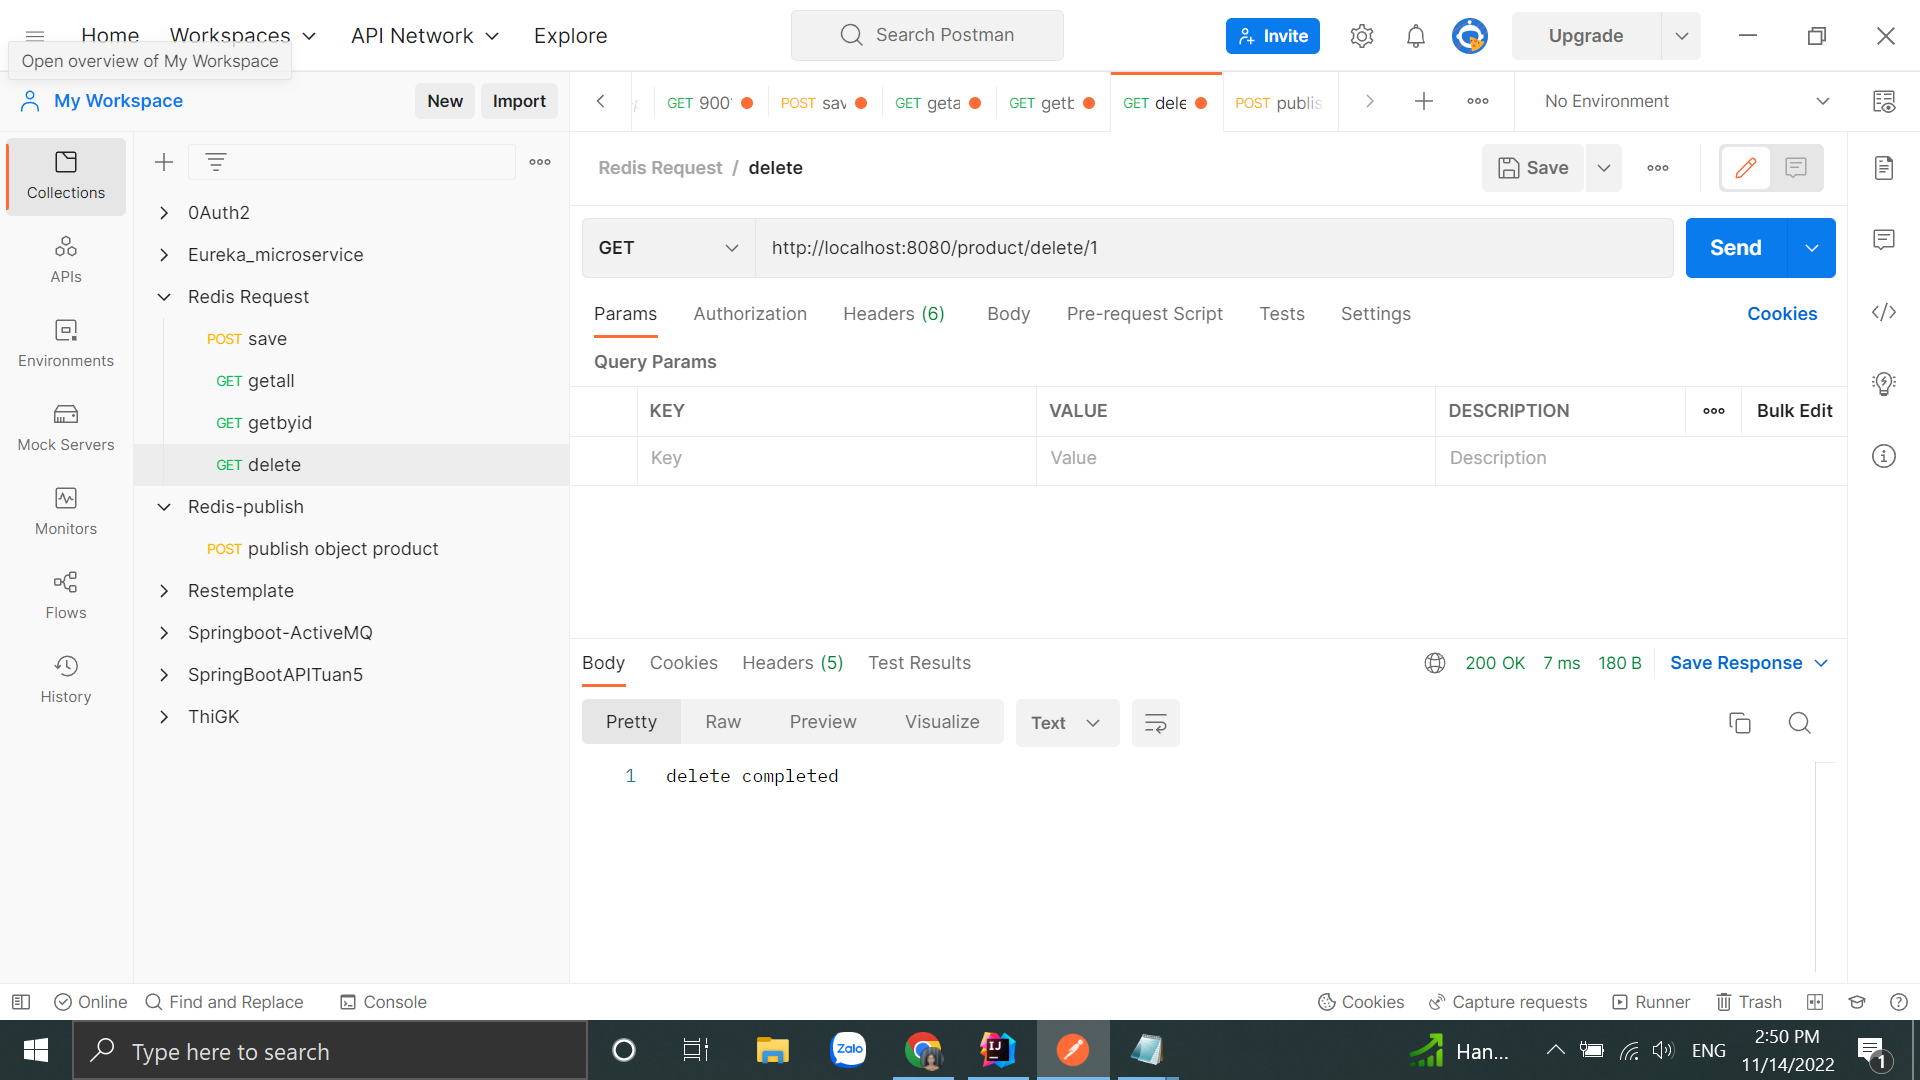 Home Workspaces API Network Explore Search Postman Invite Upgrade
Open overview of My Workspace
My Workspace New Import
GET 900 POST sav GET geta GET getb GET dele POST publis No Environment
Collections
APIs
Environments
Mock Servers
Monitors
Flows
History
0Auth2
Eureka_microservice
Redis Request
POST save
GET getall
GET getbyid
GET delete
Redis-publish
POST publish object product
Restemplate
Springboot-ActiveMQ
SpringBootAPITuan5
ThiGK
Redis Request / delete Save
GET http://localhost:8080/product/delete/1 Send
Params Authorization Headers (6) Body Pre-request Script Tests Settings Cookies
Query Params
KEY VALUE DESCRIPTION Bulk Edit
Key Value Description
Body Cookies Headers (5) Test Results 200 OK 7 ms 180 B Save Response
Pretty Raw Preview Visualize Text
1 delete completed
Online Find and Replace Console Cookies Capture requests Runner Trash
Type here to search Zalo Han... ENG 2:50 PM
11/14/2022 1